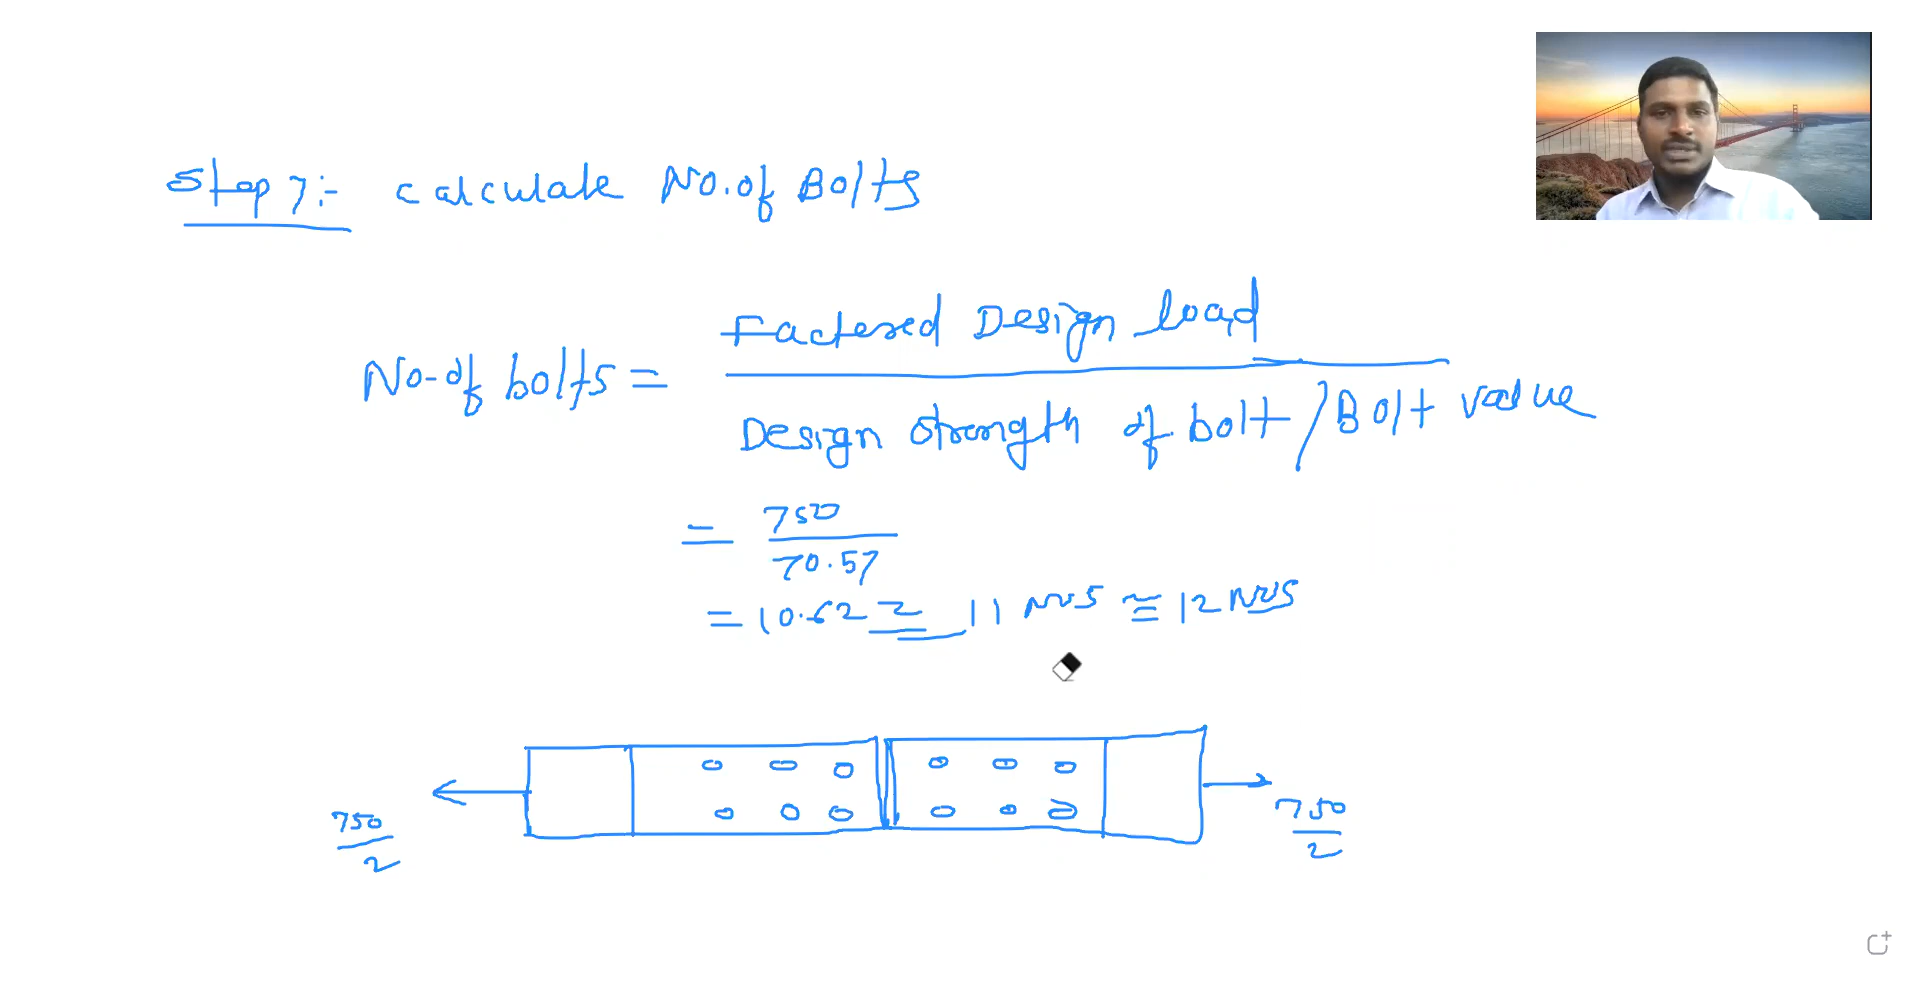 Step 7:- calculate No. of Bolts
Factered Design load
No-of bolts =
Design strength of bolt / Bolt value
= 750
70.57
= 10.62 ≈ 11 NOS ≅ 12 NOS
750
2
750
2